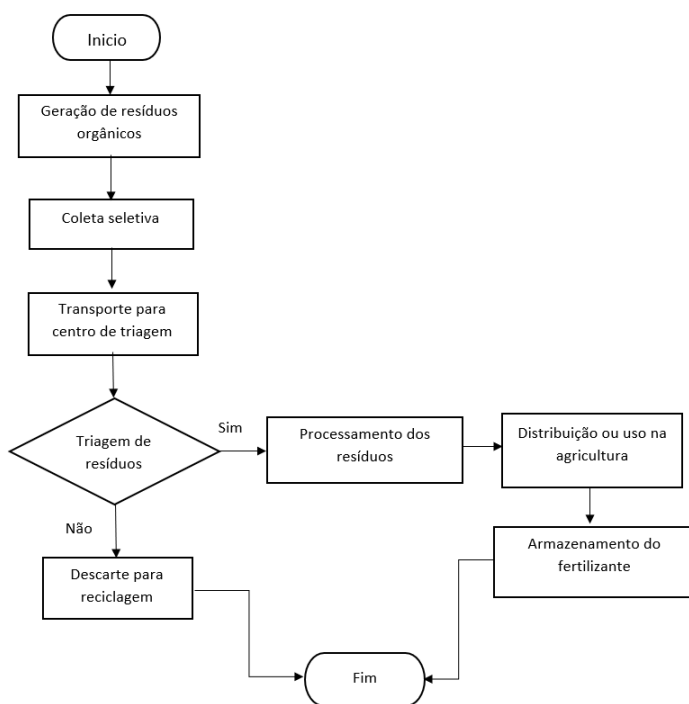 Inicio
Geração de resíduos
orgânicos
Coleta seletiva
Transporte para
centro de triagem
Triagem de
resíduos
Sim
Processamento dos
resíduos
Distribuição ou uso na
agricultura
Não
Descarte para
reciclagem
Armazenamento do
fertilizante
Fim